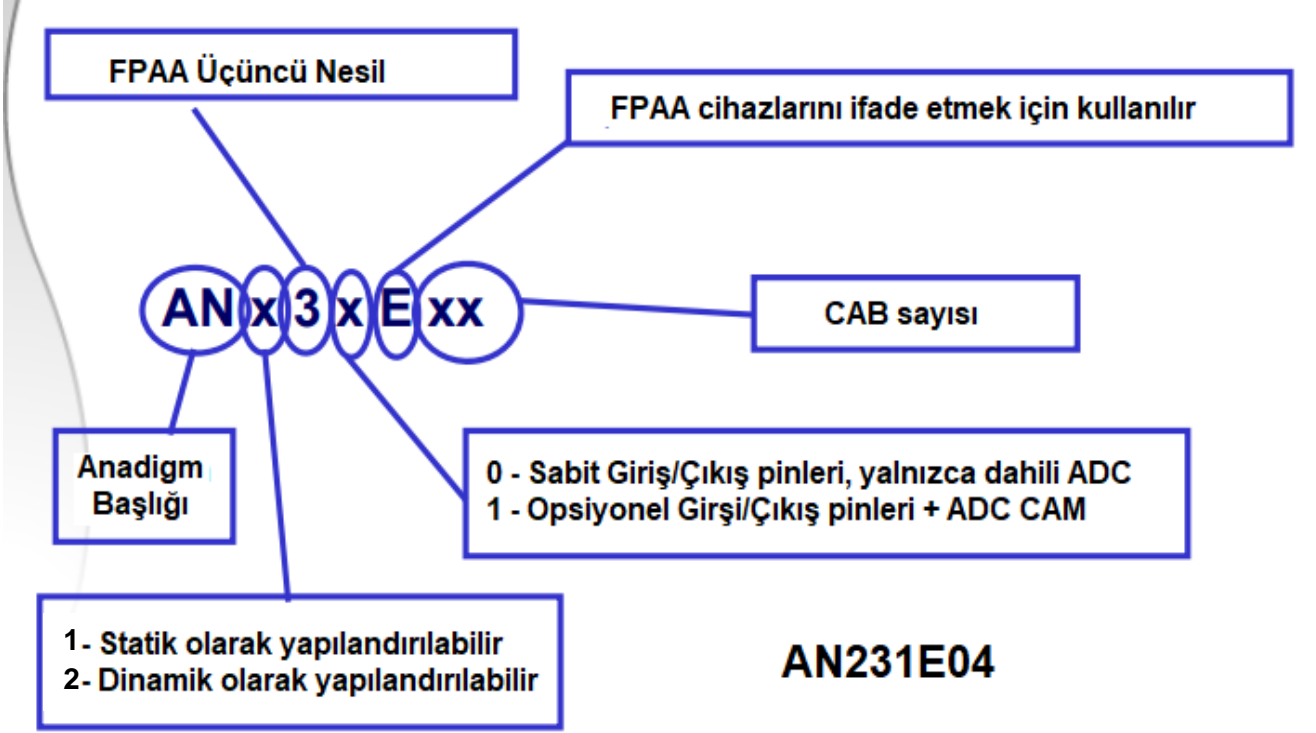 FPAA Üçüncü Nesil
FPAA cihazlarını ifade etmek için kullanılır
AN x 3 x E xx
CAB sayısı
Anadigm
Başlığı
0 - Sabit Giriş/Çıkış pinleri, yalnızca dahili ADC
1 - Opsiyonel Girşi/Çıkış pinleri + ADC CAM
1- Statik olarak yapılandırılabilir
2- Dinamik olarak yapılandırılabilir
AN231E04